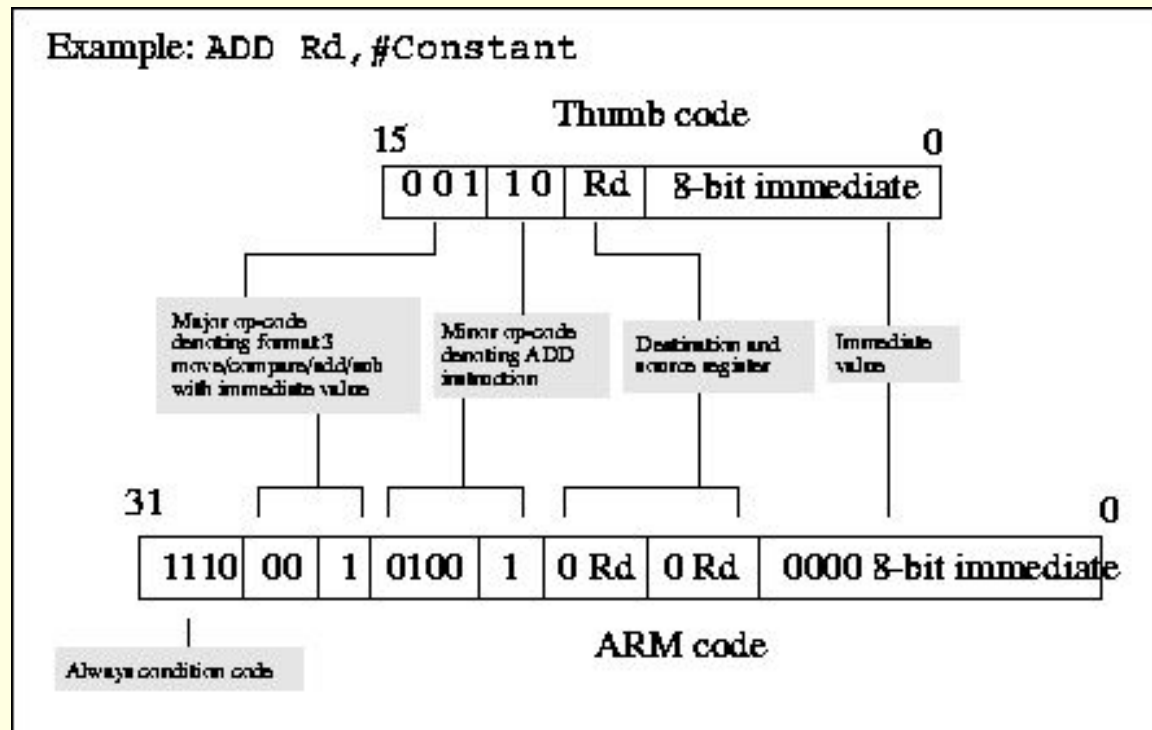 Example: ADD Rd,#Constant
Thumb code
15 0
0 0 1 1 0 Rd 8-bit immediate
Major op-code
denoting format 3
move/compare/add/sub
with immediate value
Minor op-code
denoting ADD
instruction
Destination and
source register
Immediate
value
31 0
1110 00 1 0100 1 0 Rd 0 Rd 0000 8-bit immediate
ARM code
Always condition code